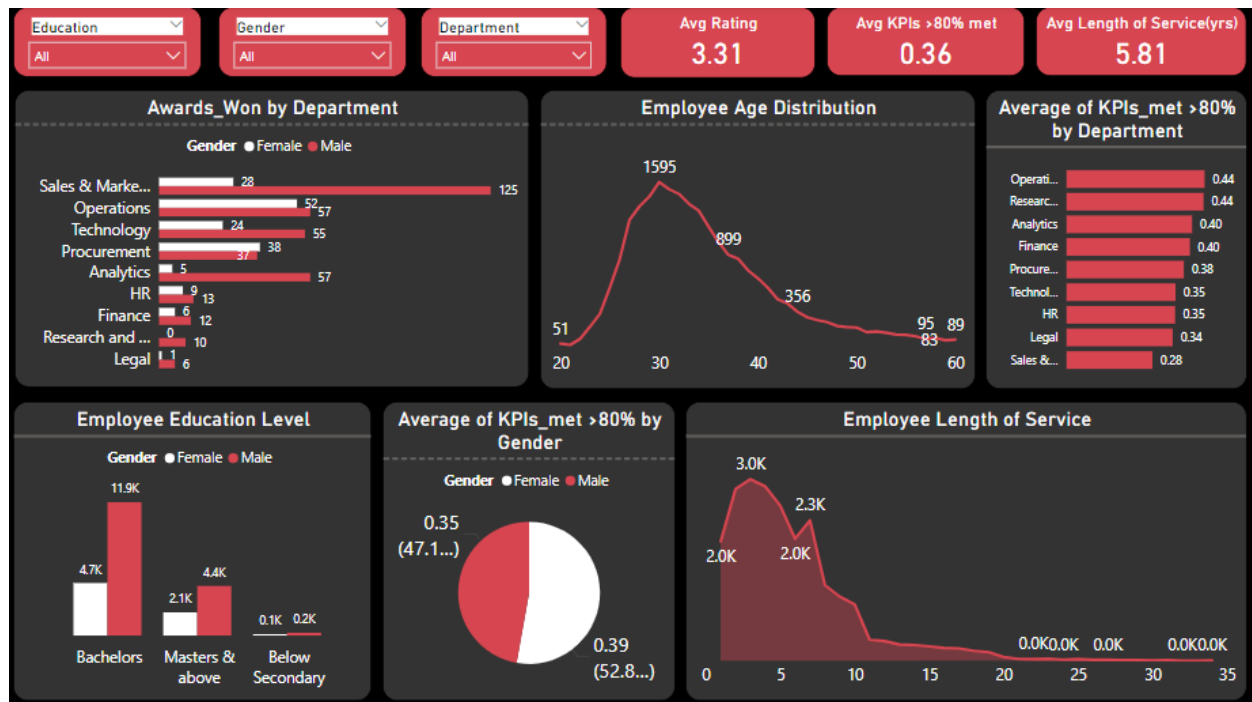 Education
All
Gender
All
Department
All
Avg Rating
3.31
Avg KPIs >80% met
0.36
Avg Length of Service(yrs)
5.81
Awards_Won by Department
Gender Female Male
Sales & Marke... 28 125
Operations 52 57
Technology 24 55
Procurement 38 37
Analytics 5 57
HR 9 13
Finance 6 12
Research and ... 0 10
Legal 1 6
Employee Age Distribution
1595
899
356
51 95 89
83
20 30 40 50 60
Average of KPIs_met >80%
by Department
Operati... 0.44
Researc... 0.44
Analytics 0.40
Finance 0.40
Procure... 0.38
Technol... 0.35
HR 0.35
Legal 0.34
Sales &... 0.28
Employee Education Level
Gender Female Male
11.9K
4.7K 4.4K
2.1K
0.1K 0.2K
Bachelors Masters & above Below Secondary
Average of KPIs_met >80% by
Gender
Gender Female Male
0.35
(47.1...)
0.39
(52.8...)
Employee Length of Service
3.0K
2.3K
2.0K 2.0K
0.0K 0.0K 0.0K 0.0K 0.0K
0 5 10 15 20 25 30 35